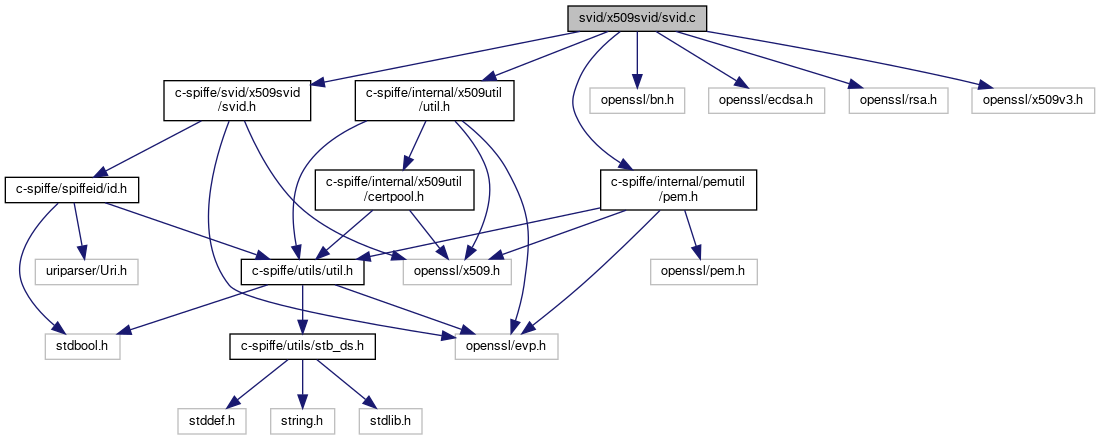 svid/x509svid/svid.c
c-spiffe/svid/x509svid
/svid.h
c-spiffe/internal/x509util
/util.h
openssl/bn.h
openssl/ecdsa.h
openssl/rsa.h
openssl/x509v3.h
c-spiffe/spiffeid/id.h
c-spiffe/internal/x509util
/certpool.h
c-spiffe/internal/pemutil
/pem.h
uriparser/Uri.h
c-spiffe/utils/util.h
openssl/x509.h
openssl/pem.h
stdbool.h
c-spiffe/utils/stb_ds.h
openssl/evp.h
stddef.h
string.h
stdlib.h